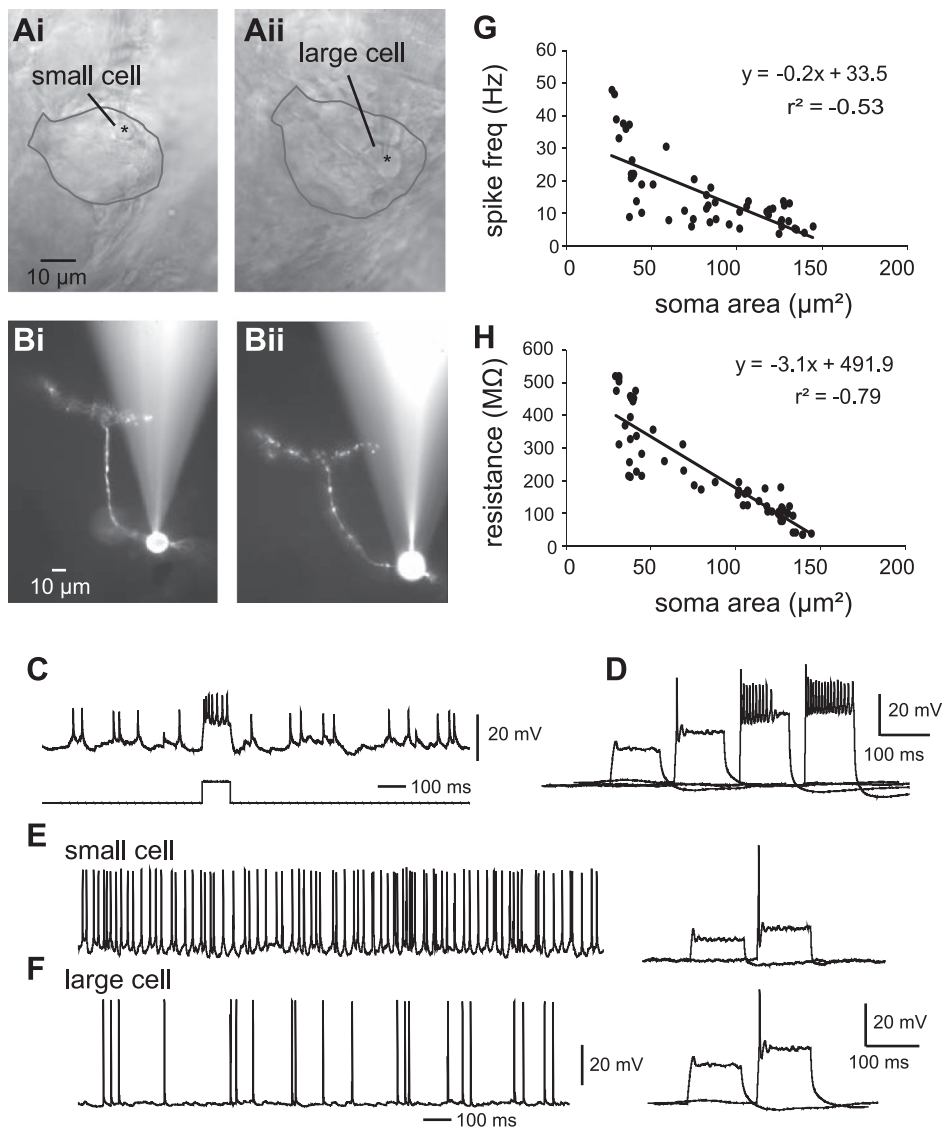 Ai
small cell
*
10 µm
Aii
large cell
*
Bi
10 µm
Bii
G
spike freq (Hz)
60
50
40
30
20
10
0
y = -0.2x + 33.5
r² = -0.53
0 50 100 150 200
soma area (µm²)
H
resistance (MΩ)
600
500
400
300
200
100
0
y = -3.1x + 491.9
r² = -0.79
0 50 100 150 200
soma area (µm²)
C
20 mV
100 ms
D
20 mV
100 ms
E
small cell
F
large cell
20 mV
100 ms
20 mV
100 ms